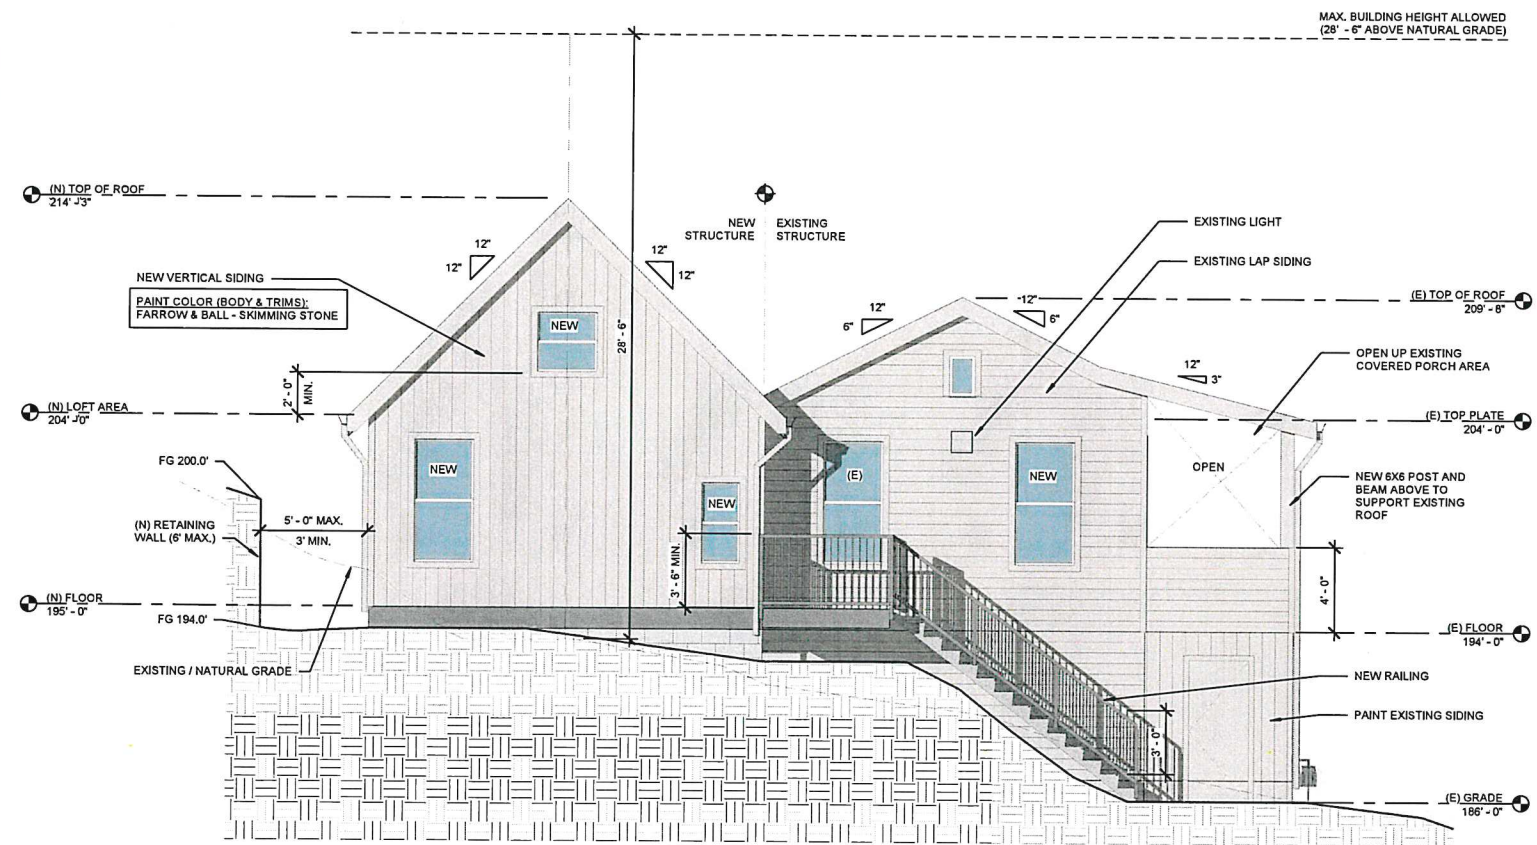 MAX. BUILDING HEIGHT ALLOWED
(28' - 6" ABOVE NATURAL GRADE)
(N) TOP OF ROOF
214' - 3"
NEW
STRUCTURE
EXISTING
STRUCTURE
EXISTING LIGHT
12"
12"
12"
12"
EXISTING LAP SIDING
NEW VERTICAL SIDING
PAINT COLOR (BODY & TRIMS):
FARROW & BALL - SKIMMING STONE
NEW
28' - 6"
12"
6"
12"
6"
(E) TOP OF ROOF
209' - 8"
12"
3"
OPEN UP EXISTING
COVERED PORCH AREA
2' - 0"
MIN.
(N) LOFT AREA
204' - 0"
(E) TOP PLATE
204' - 0"
FG 200.0'
NEW
NEW
(E)
NEW
OPEN
NEW 6X6 POST AND
BEAM ABOVE TO
SUPPORT EXISTING
ROOF
(N) RETAINING
WALL (6' MAX.)
5' - 0" MAX.
3' MIN.
3' - 6" MIN.
4' - 0"
(N) FLOOR
195' - 0"
FG 194.0'
(E) FLOOR
194' - 0"
EXISTING / NATURAL GRADE
NEW RAILING
PAINT EXISTING SIDING
3' - 0"
(E) GRADE
186' - 0"